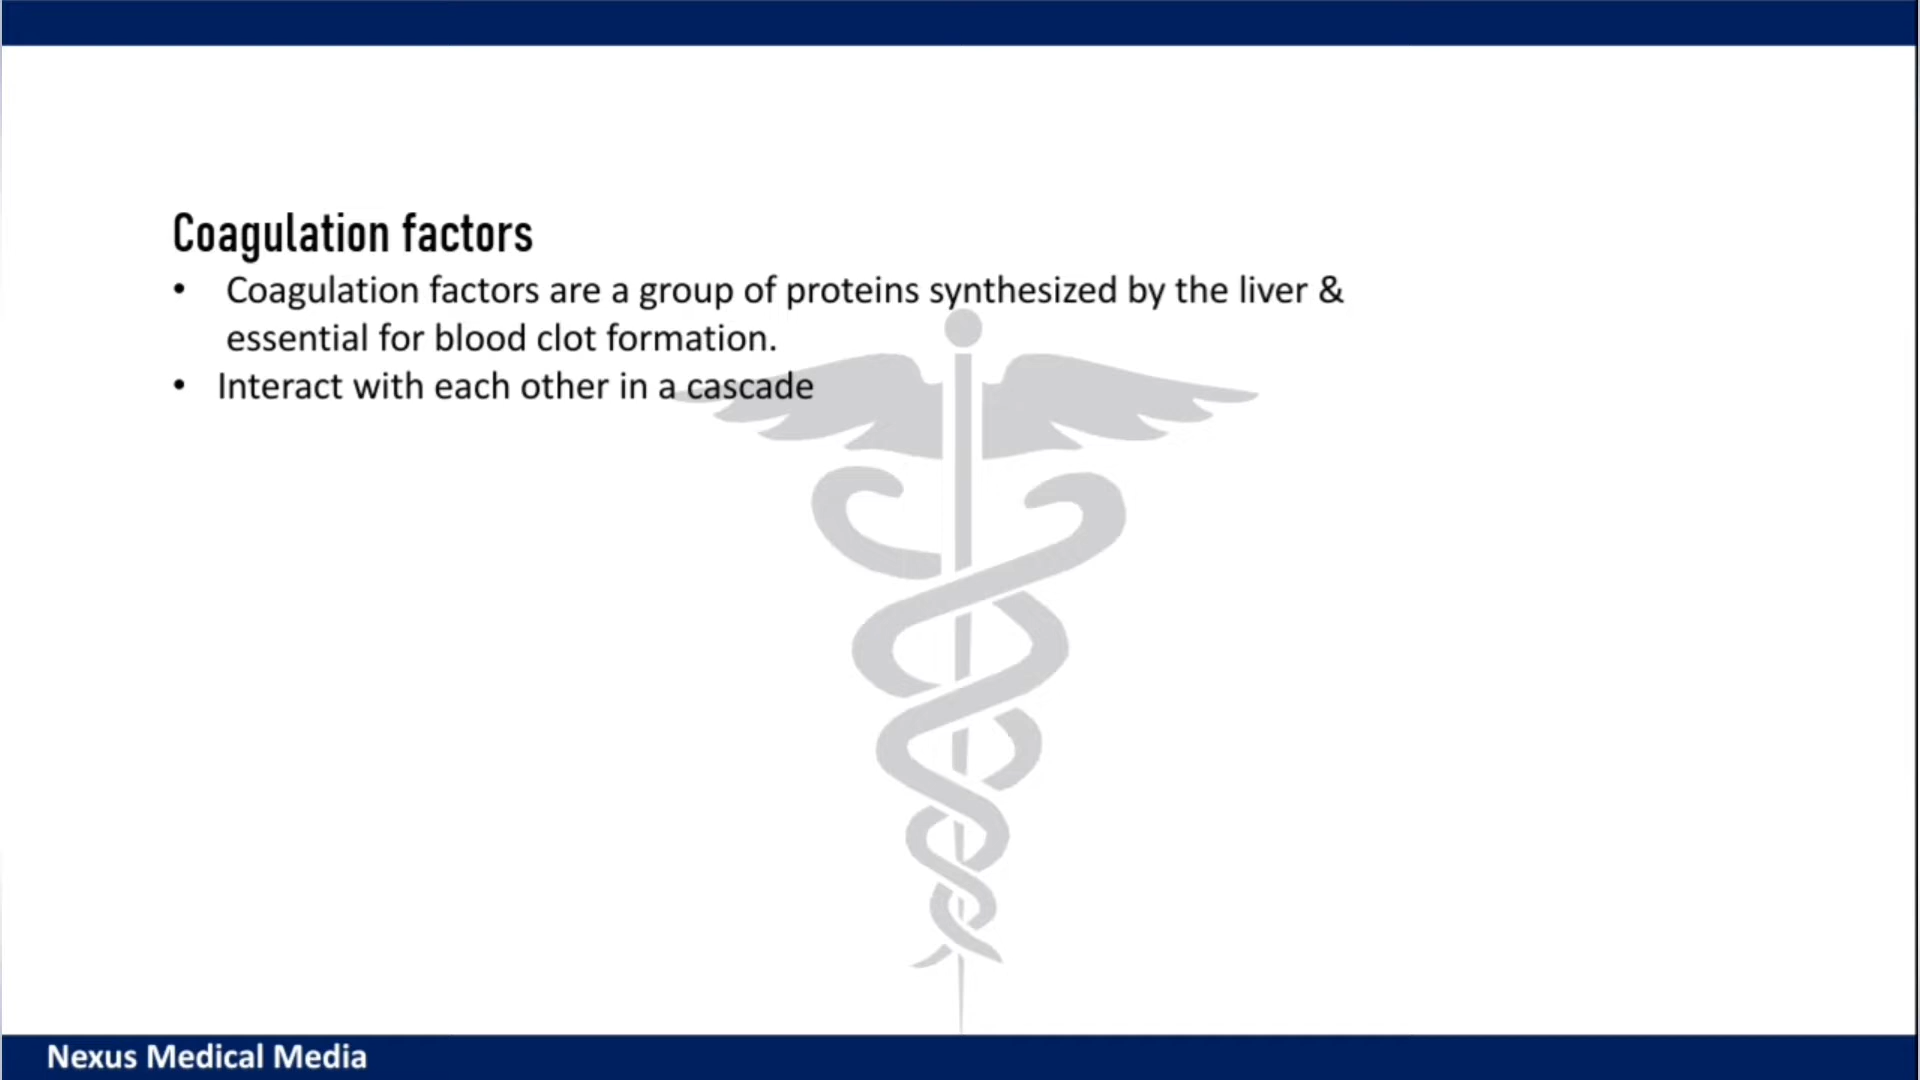 Coagulation factors
• Coagulation factors are a group of proteins synthesized by the liver &
essential for blood clot formation.
• Interact with each other in a cascade
Nexus Medical Media